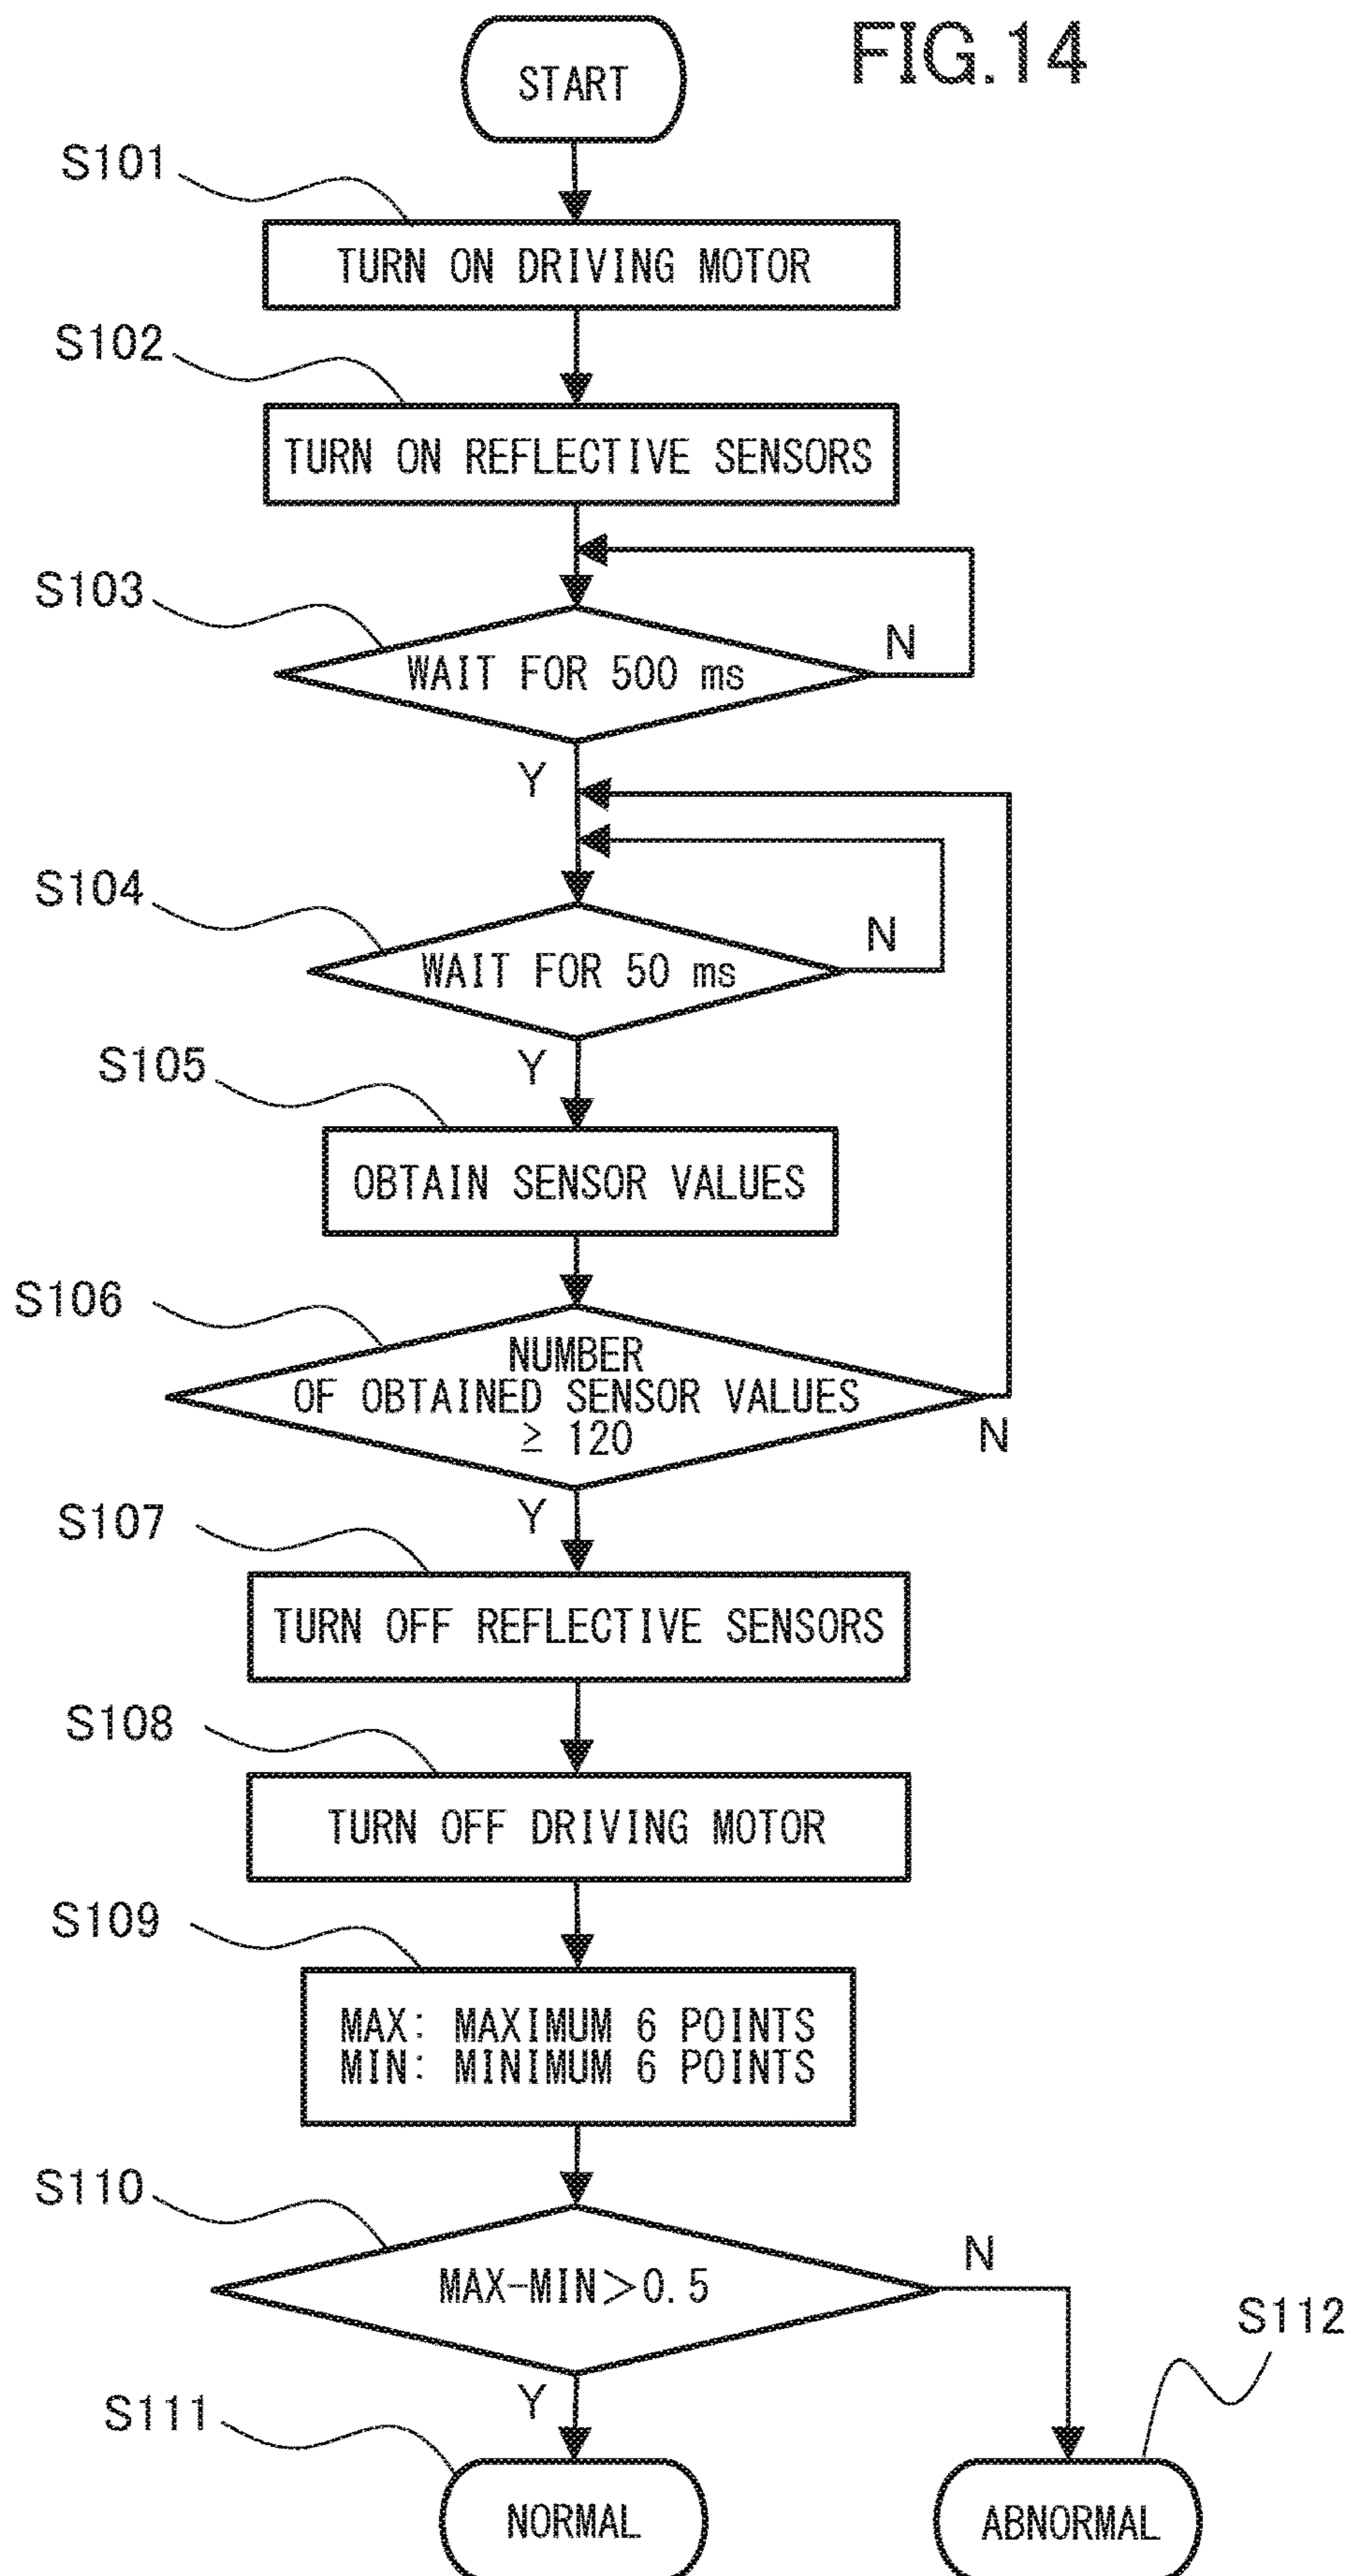 FIG.14
START
S101
TURN ON DRIVING MOTOR
S102
TURN ON REFLECTIVE SENSORS
S103
WAIT FOR 500 ms
N
Y
S104
WAIT FOR 50 ms
N
Y
S105
OBTAIN SENSOR VALUES
S106
NUMBER
OF OBTAINED SENSOR VALUES
≥ 120
N
Y
S107
TURN OFF REFLECTIVE SENSORS
S108
TURN OFF DRIVING MOTOR
S109
MAX: MAXIMUM 6 POINTS
MIN: MINIMUM 6 POINTS
S110
MAX-MIN>0.5
N
Y
S111
NORMAL
S112
ABNORMAL